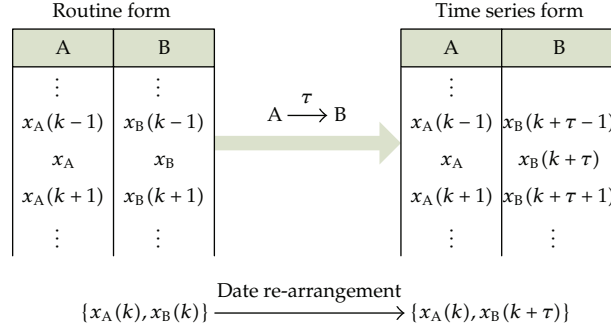 Routine form Time series form
A B A B
⋮ ⋮ ⋮ ⋮
τ
x_A(k−1) x_B(k−1) A ⟶ B x_A(k−1) x_B(k+τ−1)
x_A x_B x_A x_B(k+τ)
x_A(k+1) x_B(k+1) x_A(k+1) x_B(k+τ+1)
⋮ ⋮ ⋮ ⋮
Date re-arrangement
{x_A(k), x_B(k)} ⟶ {x_A(k), x_B(k+τ)}